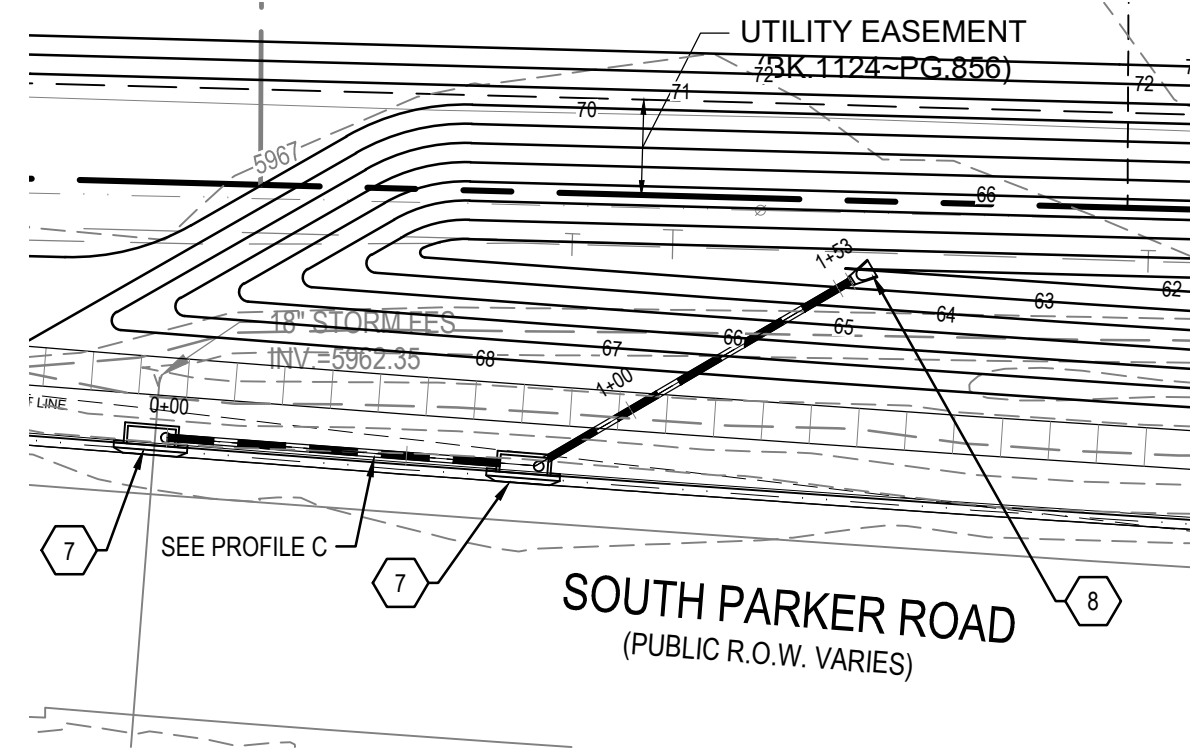 UTILITY EASEMENT
(BK.1124~PG.856)
72
72
71
70
5967
66
1+53
62
63
64
65
66
67
68
18" STORM FES
INV.=5962.35
1+00
LINE
0+00
7
SEE PROFILE C
7
8
SOUTH PARKER ROAD
(PUBLIC R.O.W. VARIES)